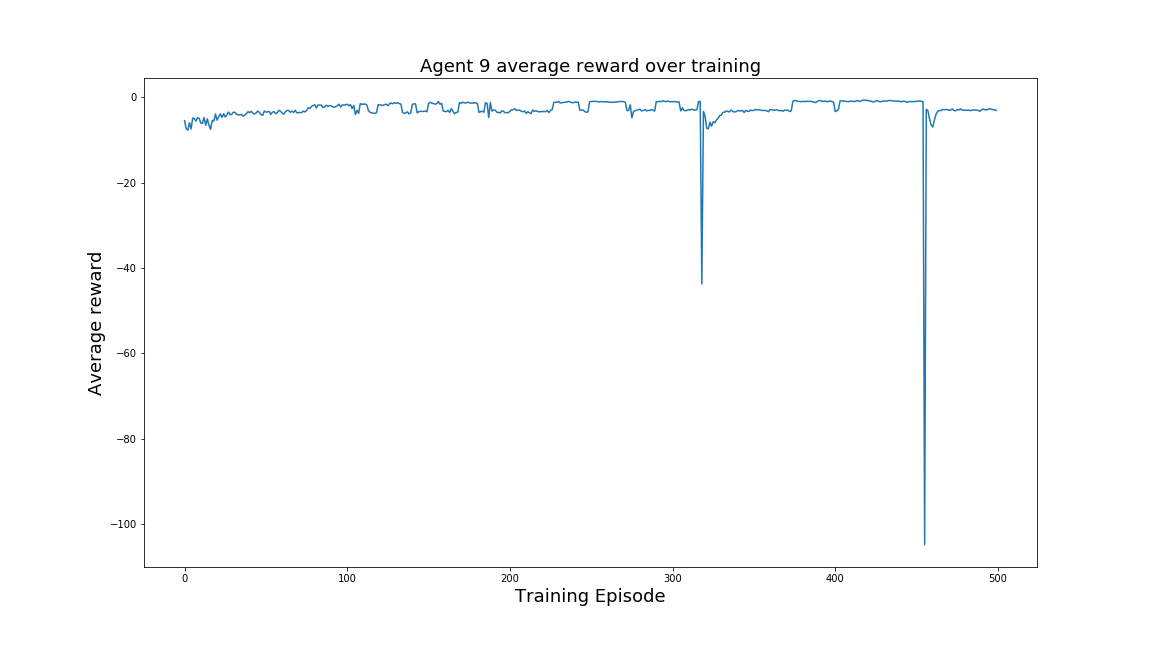 Agent 9 average reward over training
0
−20
−40
−60
−80
−100
Average reward
0 100 200 300 400 500
Training Episode